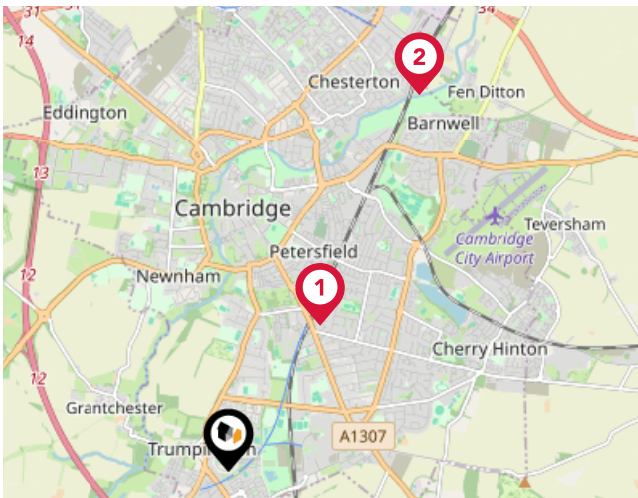 31
31
34
14
2
Chesterton
Fen Ditton
Eddington
Barnwell
13
Cambridge
Teversham
Cambridge
City Airport
Petersfield
12
Newnham
1
Cherry Hinton
12
Grantchester
A1307